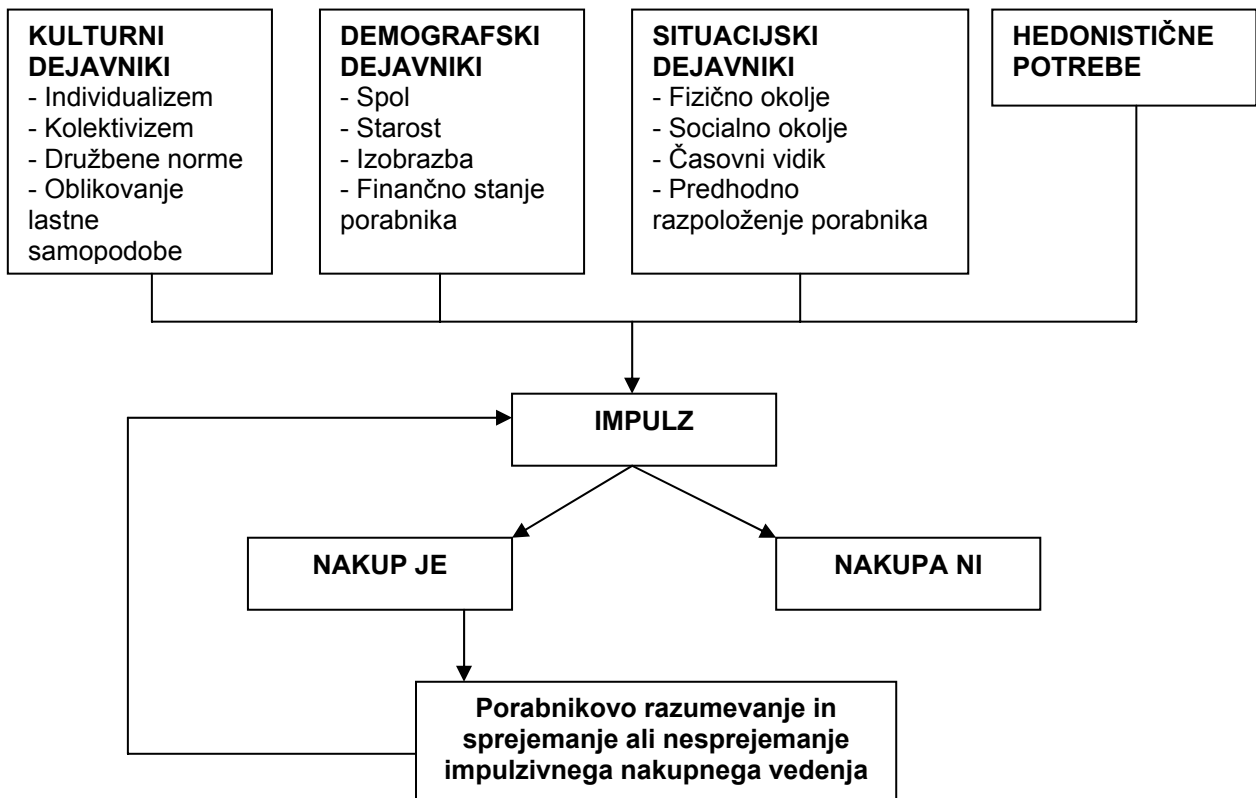 KULTURNI
DEJAVNIKI
- Individualizem
- Kolektivizem
- Družbene norme
- Oblikovanje
lastne
samopodobe
DEMOGRAFSKI
DEJAVNIKI
- Spol
- Starost
- Izobrazba
- Finančno stanje
porabnika
SITUACIJSKI
DEJAVNIKI
- Fizično okolje
- Socialno okolje
- Časovni vidik
- Predhodno
razpoloženje porabnika
HEDONISTIČNE
POTREBE
IMPULZ
NAKUP JE
NAKUPA NI
Porabnikovo razumevanje in
sprejemanje ali nesprejemanje
impulzivnega nakupnega vedenja